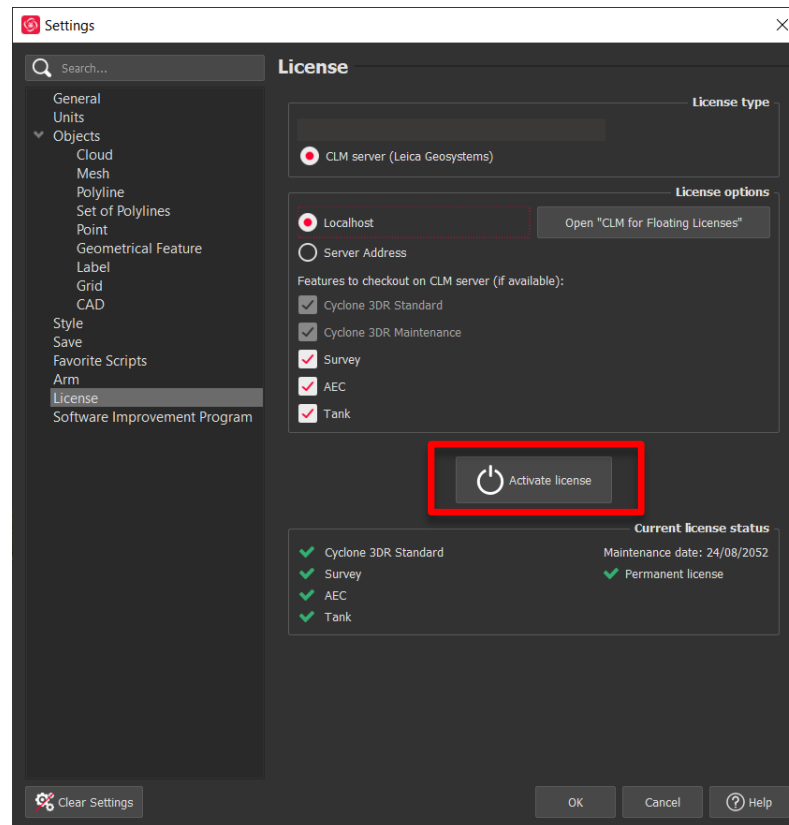 Settings
Search...
General
Units
Objects
Cloud
Mesh
Polyline
Set of Polylines
Point
Geometrical Feature
Label
Grid
CAD
Style
Save
Favorite Scripts
Arm
License
Software Improvement Program
Clear Settings
License
License type
CLM server (Leica Geosystems)
License options
Localhost
Open "CLM for Floating Licenses"
Server Address
Features to checkout on CLM server (if available):
Cyclone 3DR Standard
Cyclone 3DR Maintenance
Survey
AEC
Tank
Activate license
Current license status
Cyclone 3DR Standard
Maintenance date: 24/08/2052
Survey
Permanent license
AEC
Tank
OK
Cancel
Help